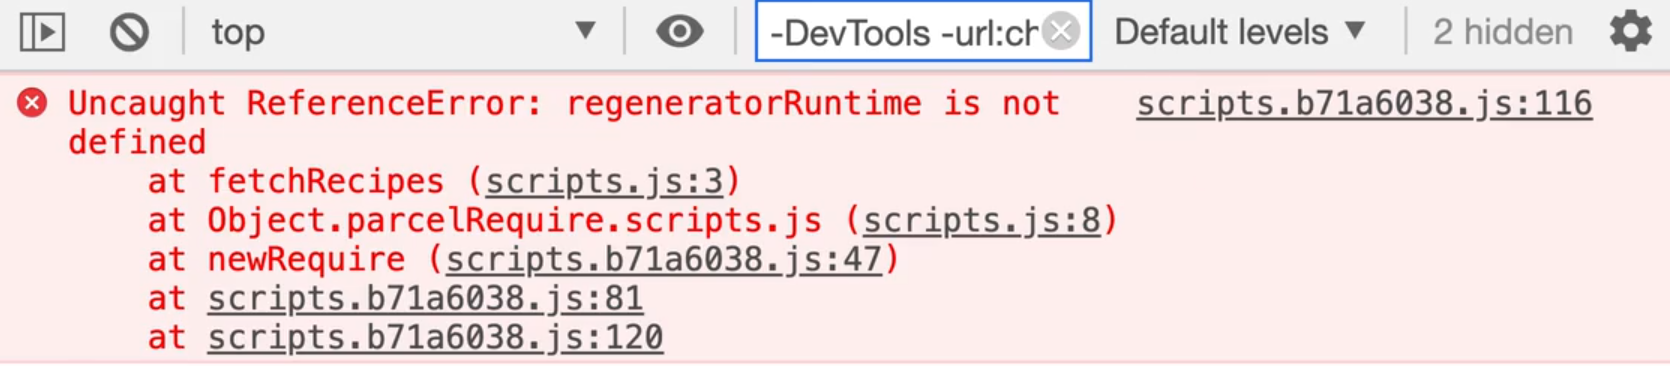 top -DevTools -url:ch Default levels 2 hidden
Uncaught ReferenceError: regeneratorRuntime is not scripts.b71a6038.js:116
defined
at fetchRecipes (scripts.js:3)
at Object.parcelRequire.scripts.js (scripts.js:8)
at newRequire (scripts.b71a6038.js:47)
at scripts.b71a6038.js:81
at scripts.b71a6038.js:120